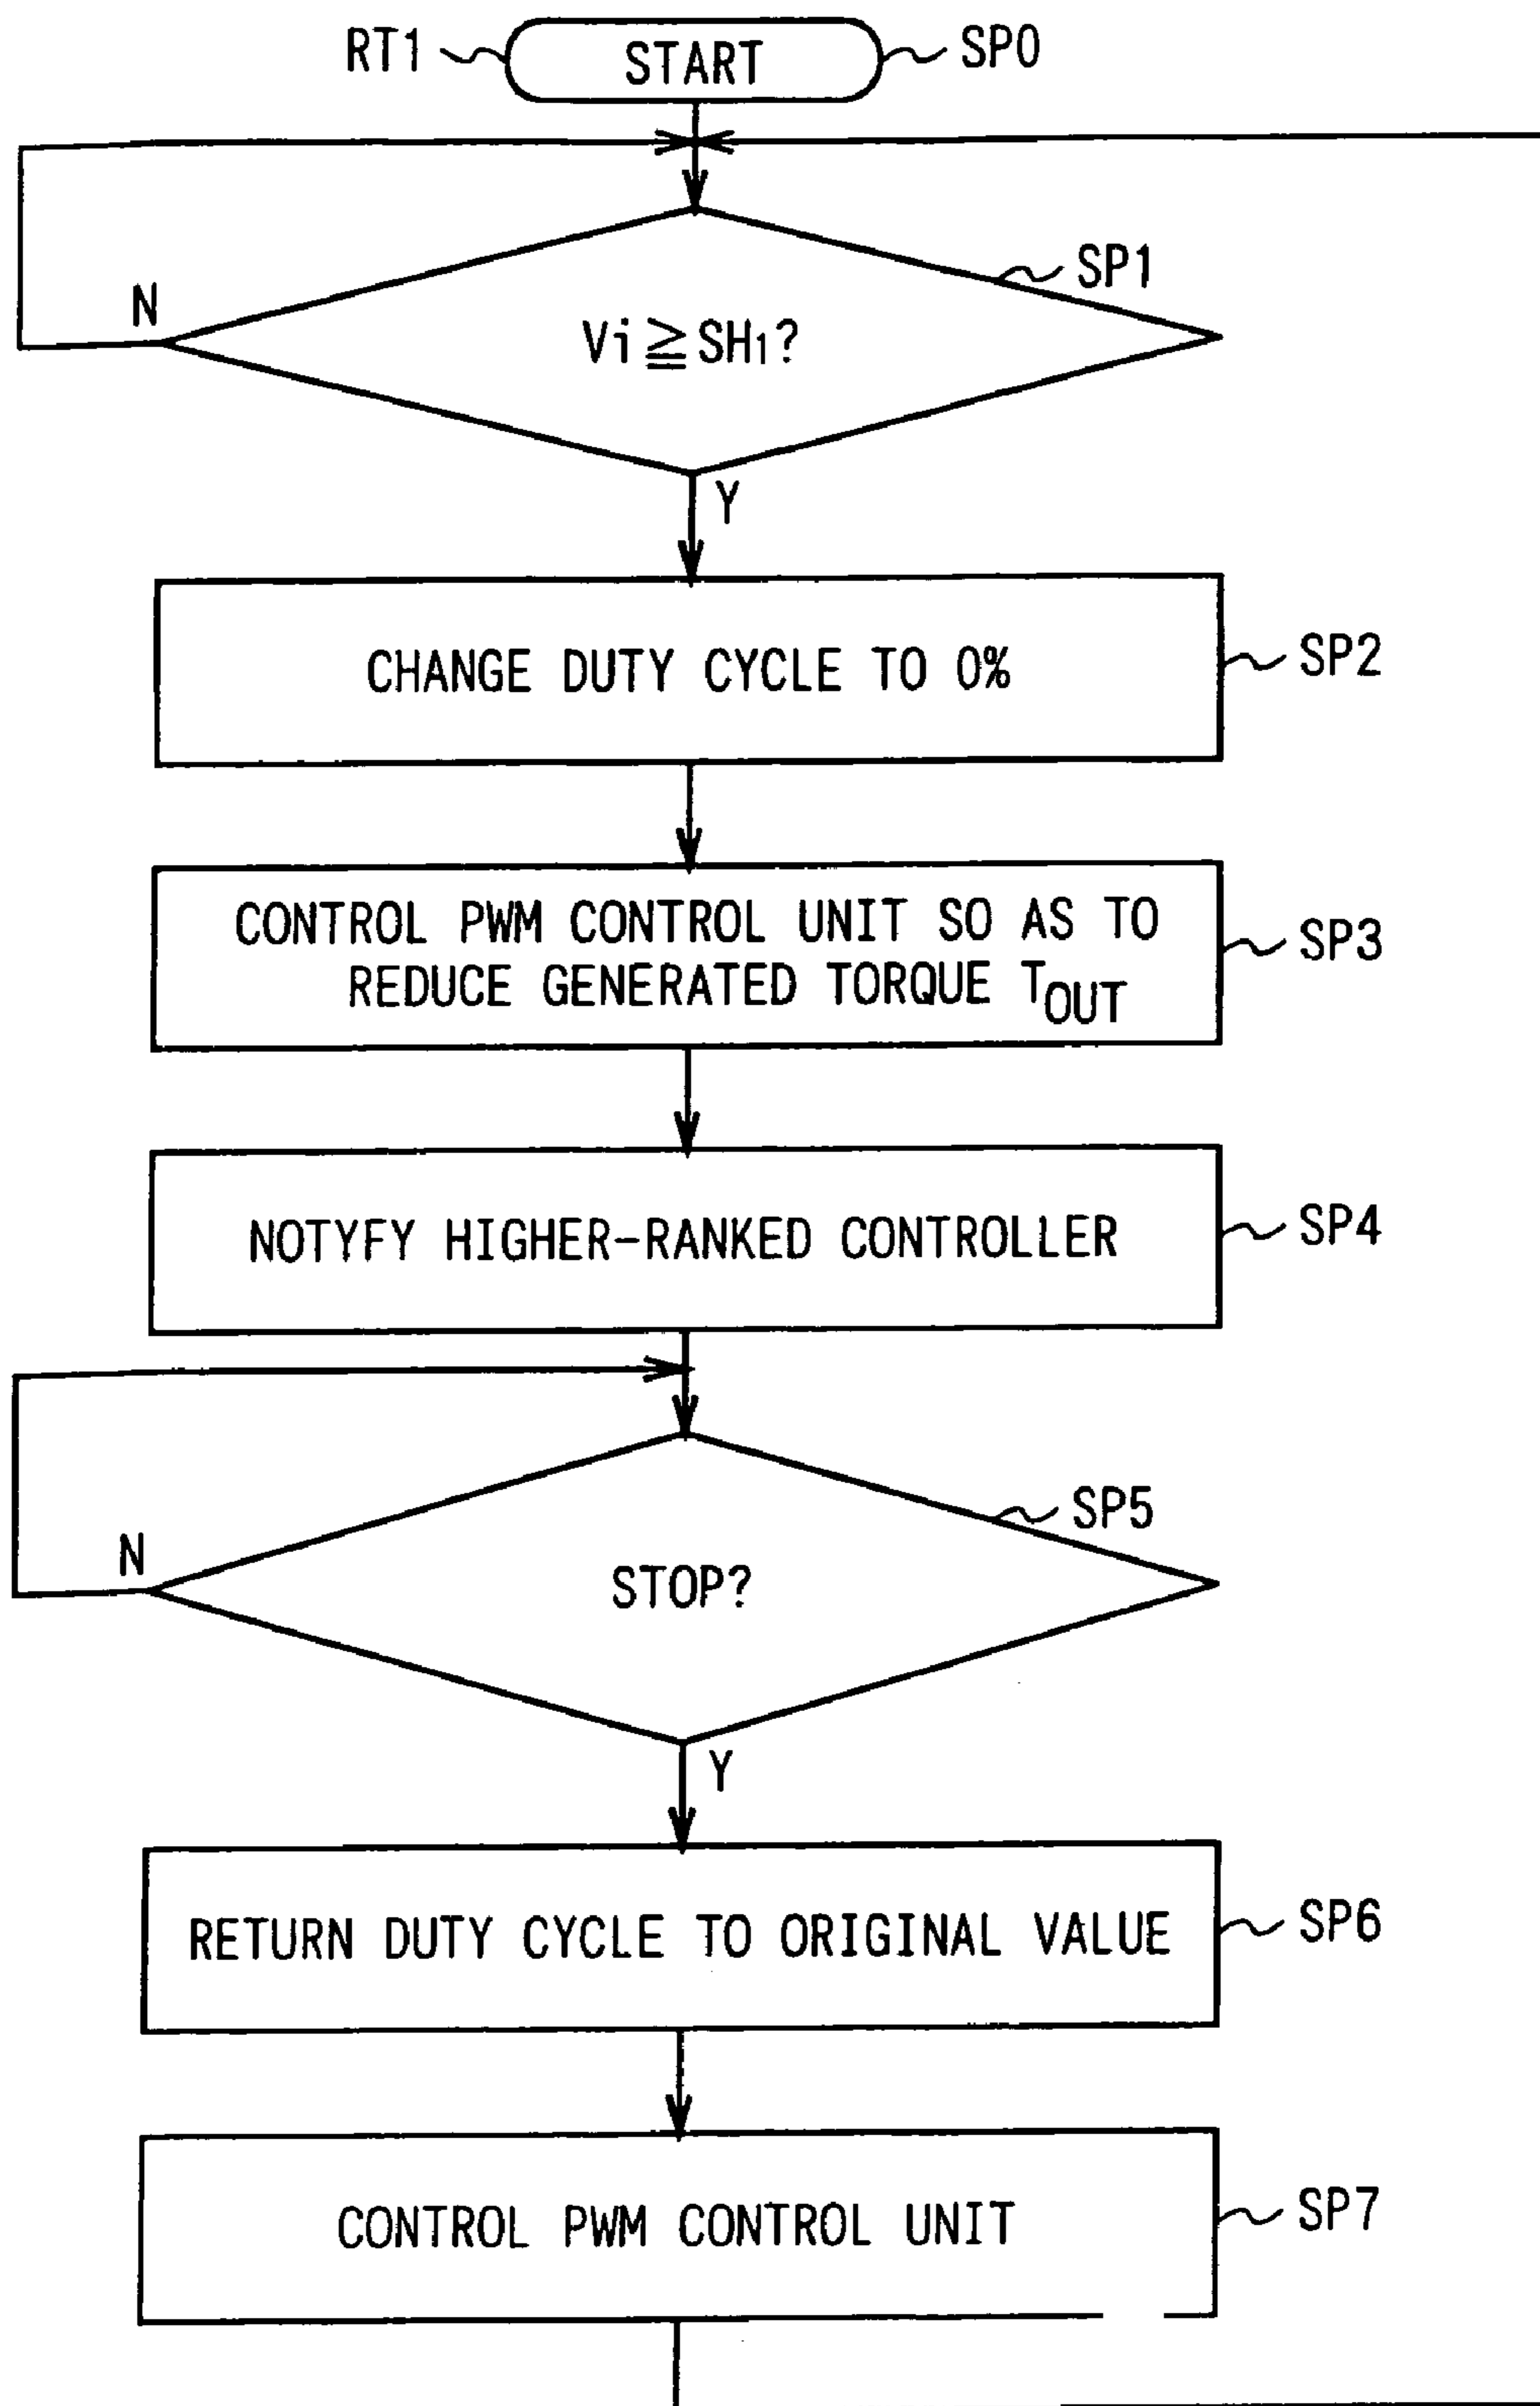 RT1 START SP0
SP1
N
Vi≧SH1?
Y
CHANGE DUTY CYCLE TO 0% SP2
CONTROL PWM CONTROL UNIT SO AS TO
REDUCE GENERATED TORQUE TOUT
SP3
NOTYFY HIGHER-RANKED CONTROLLER SP4
SP5
N
STOP?
Y
RETURN DUTY CYCLE TO ORIGINAL VALUE SP6
CONTROL PWM CONTROL UNIT SP7